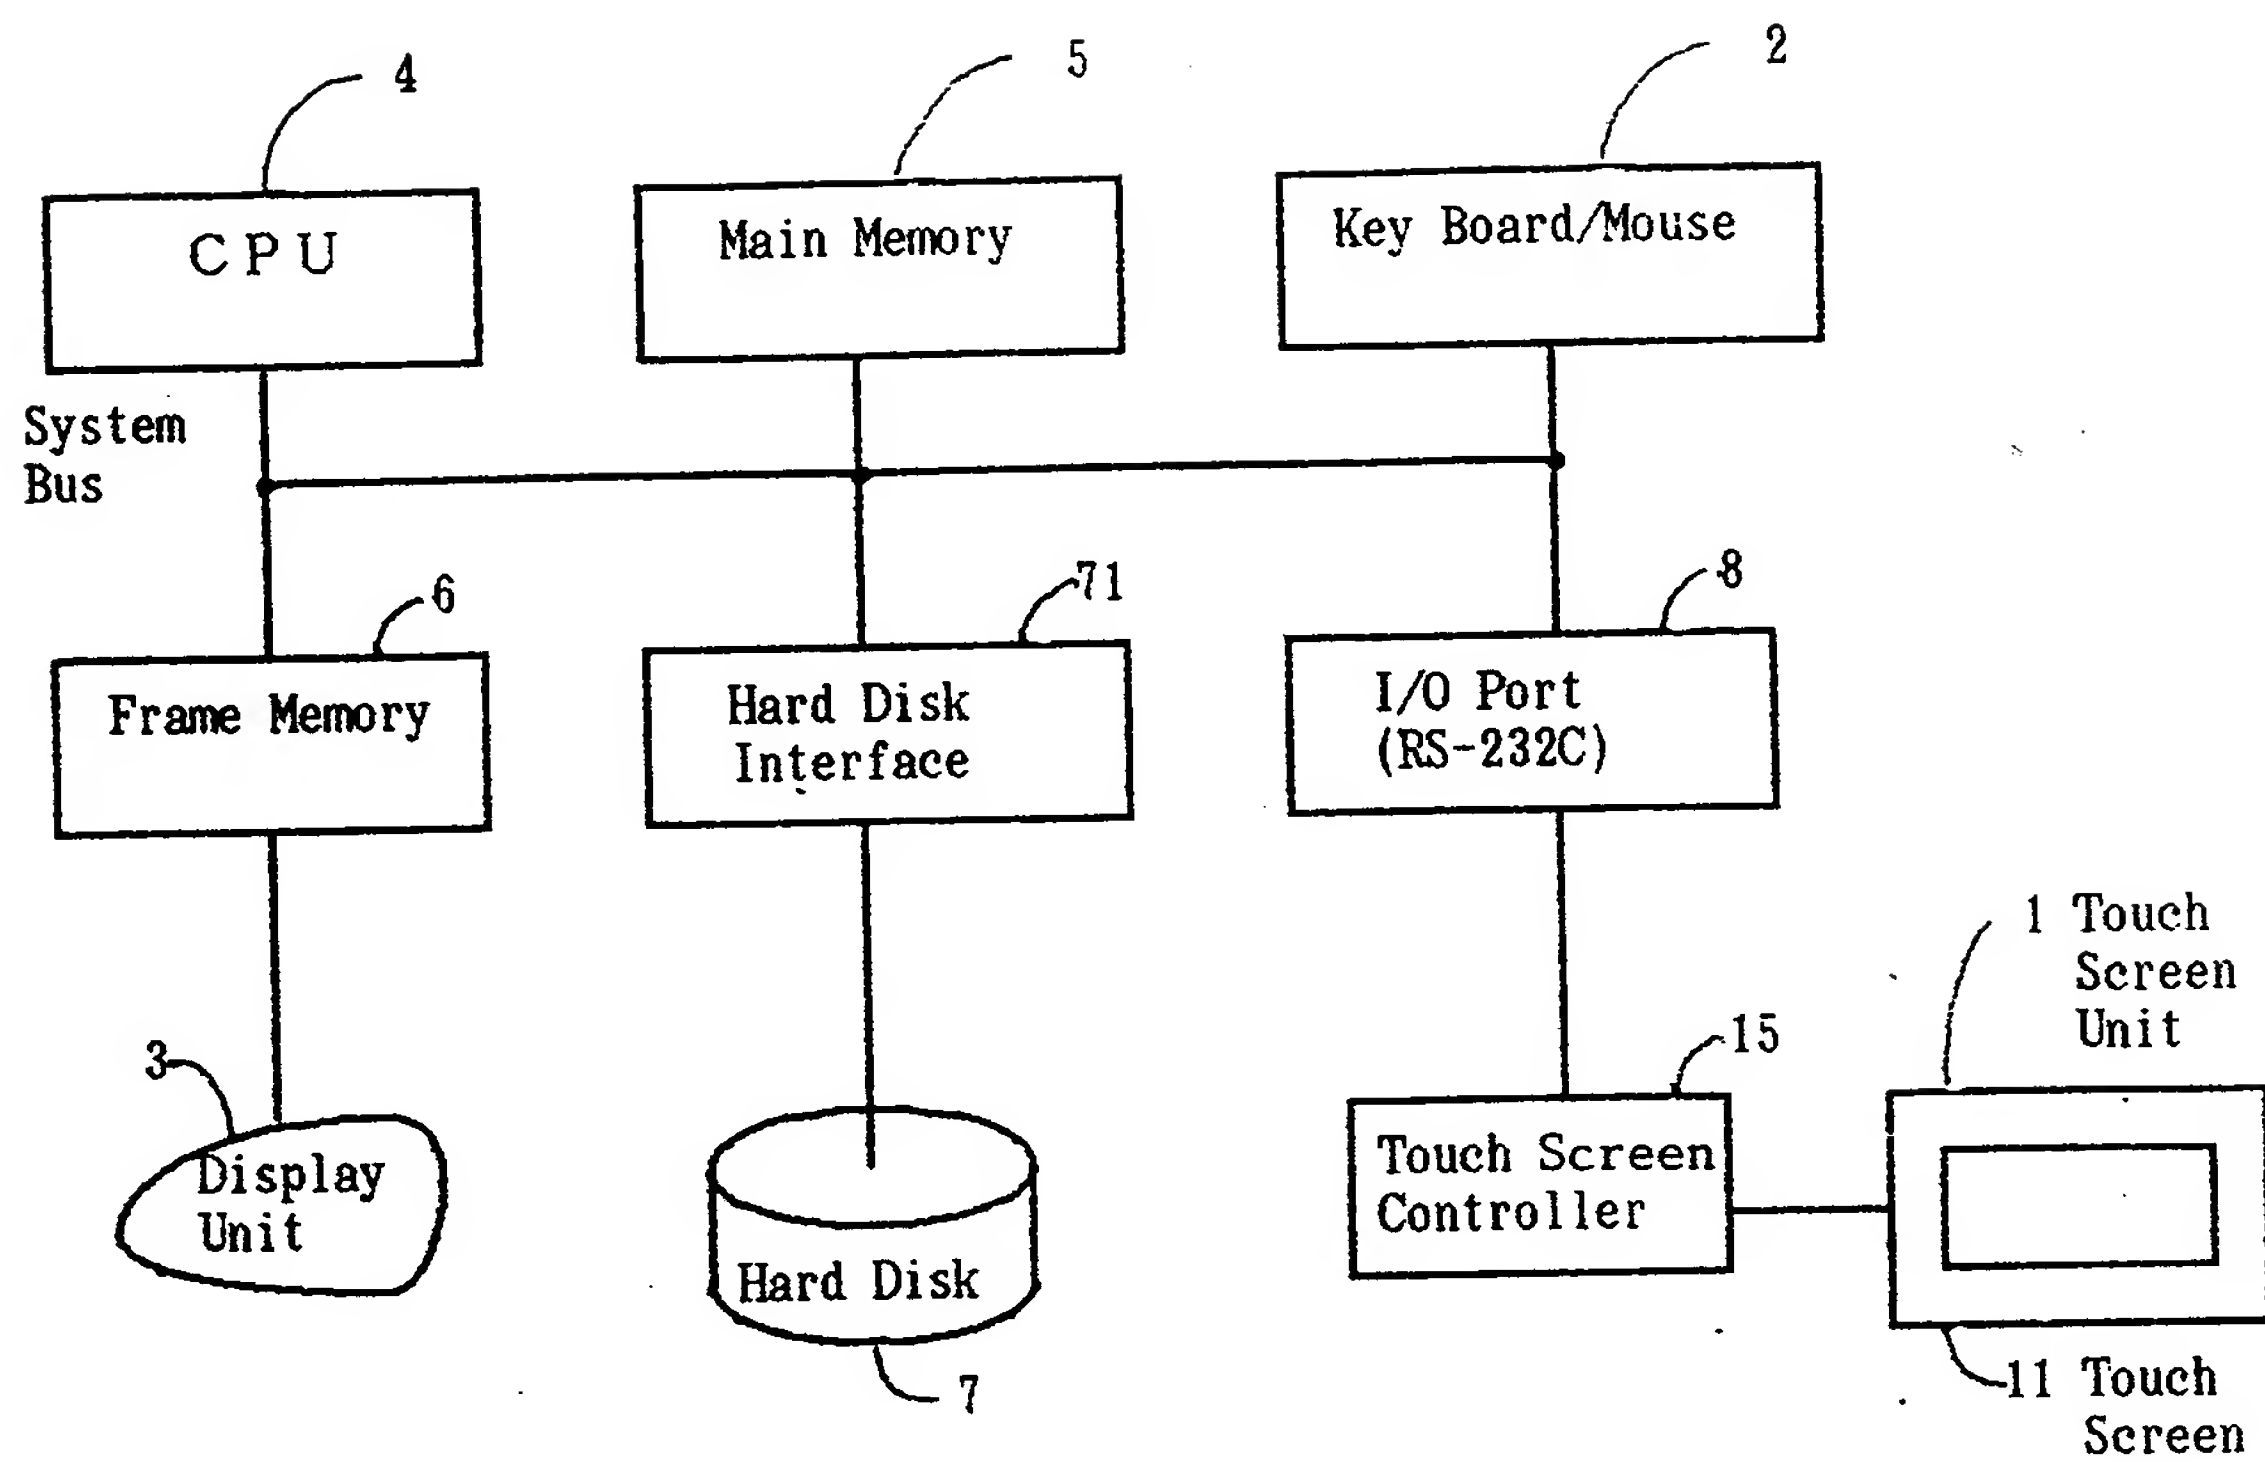 4
5
2
CPU
Main Memory
Key Board/Mouse
System
Bus
6
71
8
Frame Memory
Hard Disk
Interface
I/O Port
(RS-232C)
1 Touch
Screen
Unit
3
15
Display
Unit
Hard Disk
Touch Screen
Controller
7
11 Touch
Screen